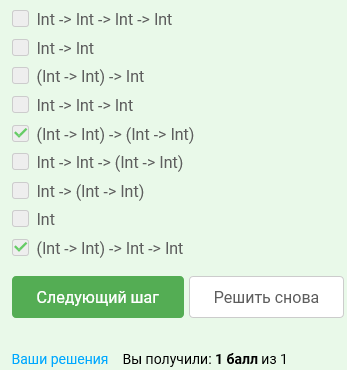 Int -> Int -> Int -> Int
Int -> Int
(Int -> Int) -> Int
Int -> Int -> Int
(Int -> Int) -> (Int -> Int)
Int -> Int -> (Int -> Int)
Int -> (Int -> Int)
Int
(Int -> Int) -> Int -> Int
Следующий шаг Решить снова
Ваши решения Вы получили: 1 балл из 1